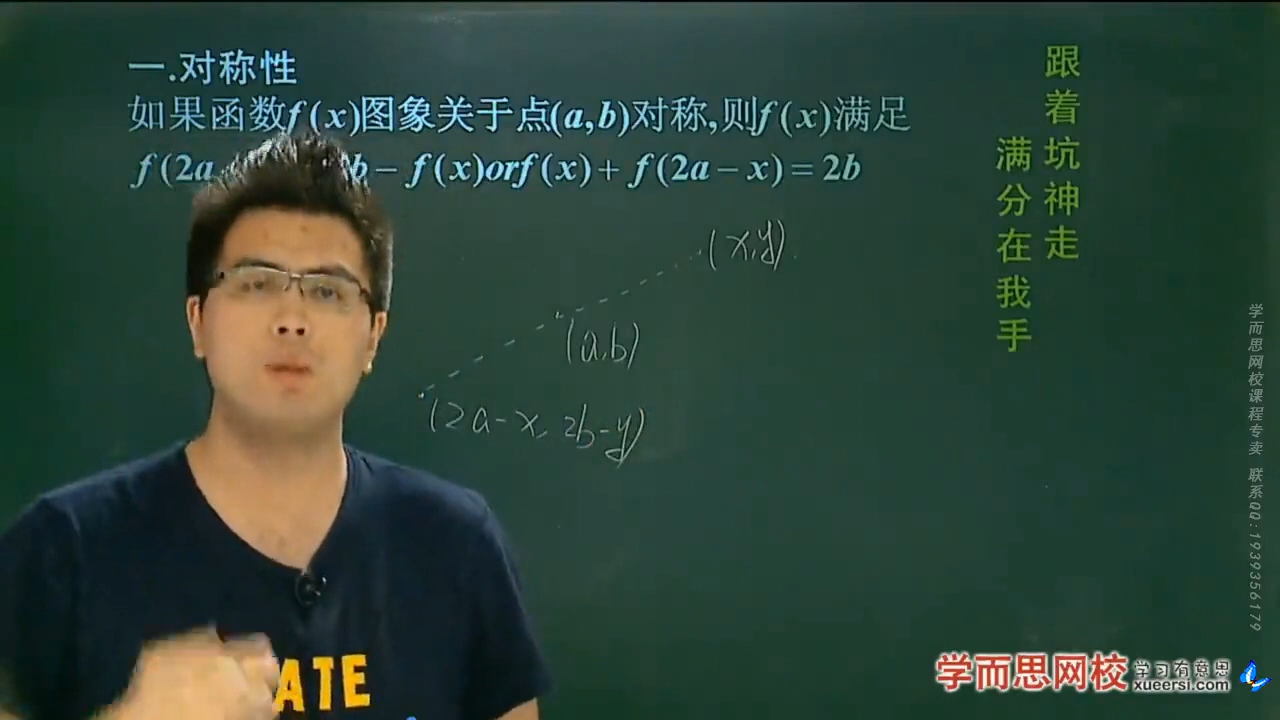 一.对称性
如果函数f(x)图象关于点(a,b)对称,则f(x)满足
f(2a b-f(x)orf(x)+f(2a-x)=2b
(x,y)
(a,b)
(2a-x,2b-y)
跟着坑神走
满分在我手
学而思网校课程专卖 联系QQ:1939356179
ATE
学而思网校 学习有意思
xueersi.com